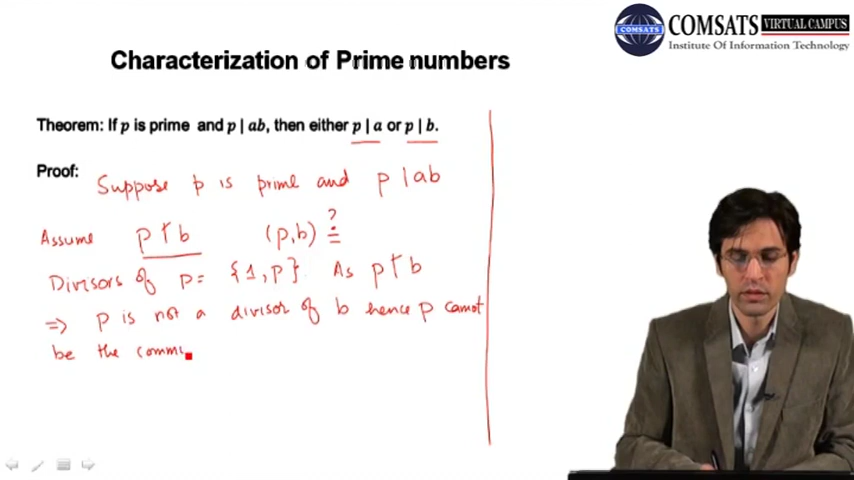 COMSATS VIRTUAL CAMPUS
COMSATS
Institute Of Information Technology
Characterization of Prime numbers
Theorem: If p is prime and p | ab, then either p | a or p | b.
Proof:
Suppose p is prime and p | ab
Assume p ∤ b (p,b) ≟
Divisors of p = {1, p}. As p ∤ b
⇒ p is not a divisor of b hence p cannot
be the comm